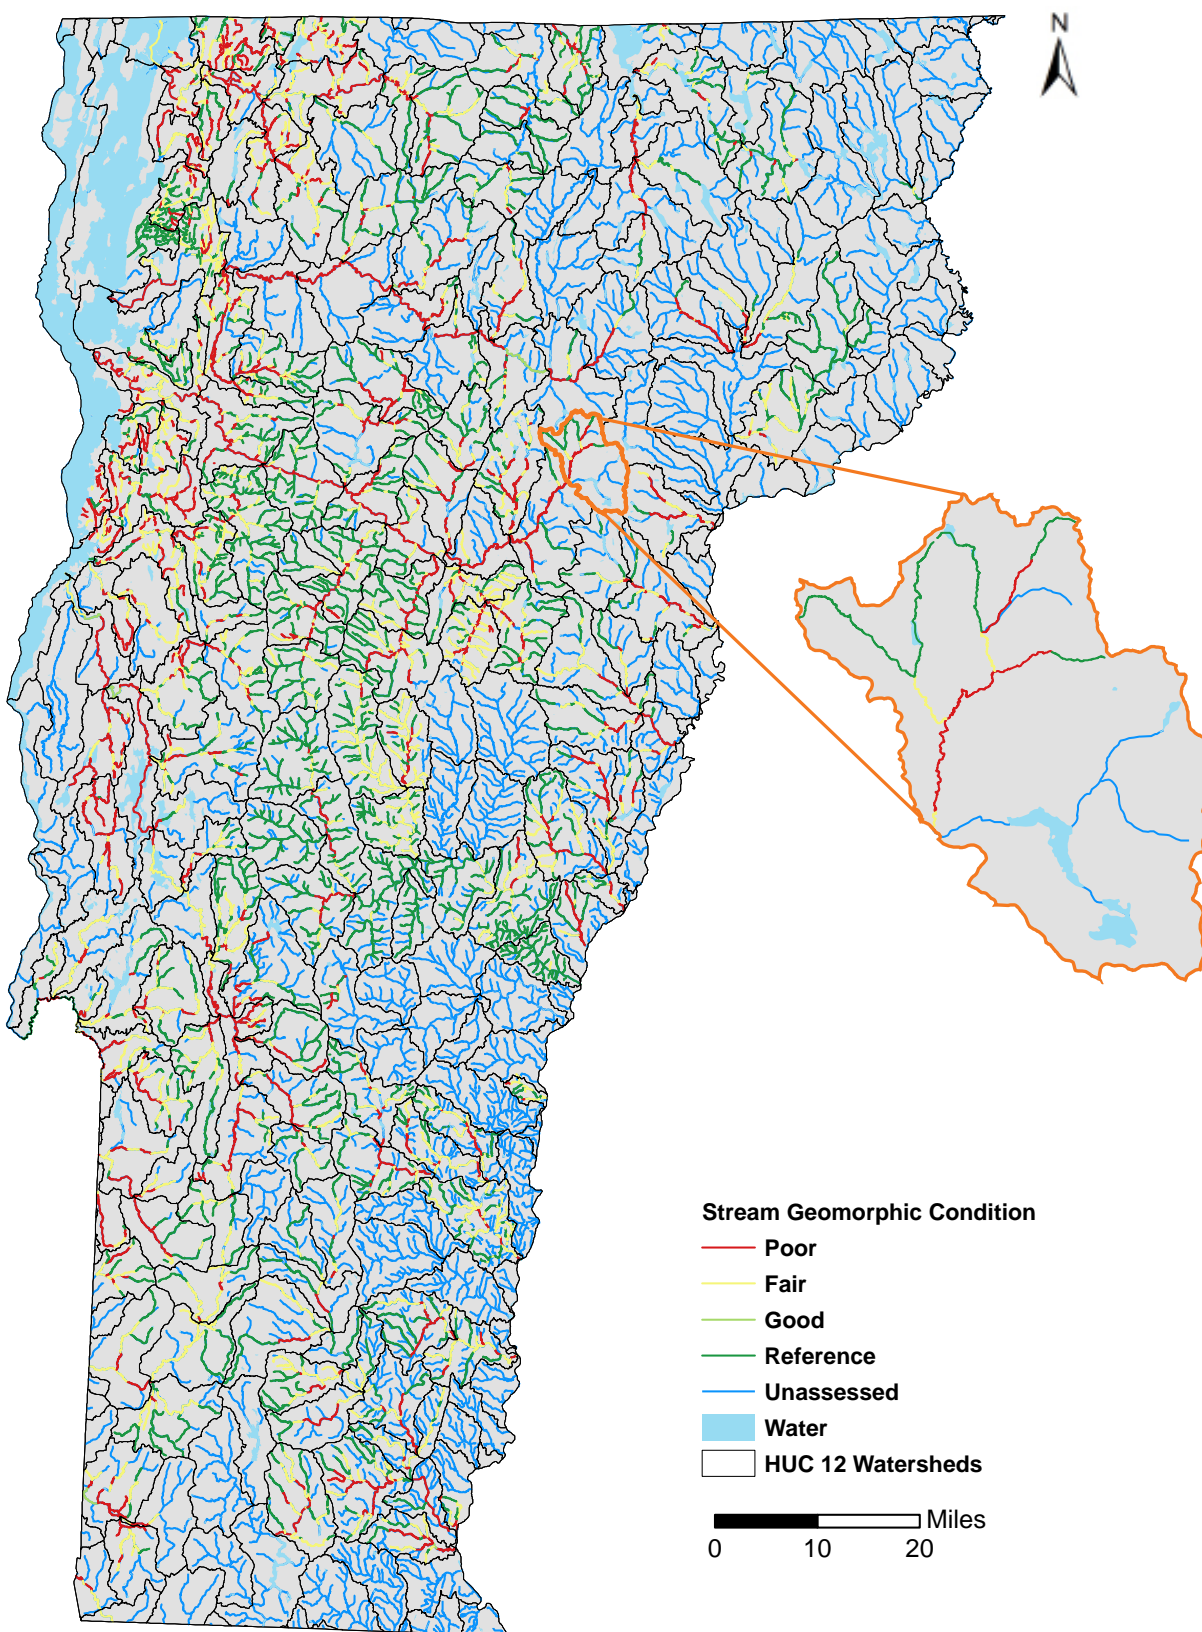 N
Stream Geomorphic Condition
Poor
Fair
Good
Reference
Unassessed
Water
HUC 12 Watersheds
Miles
0 10 20